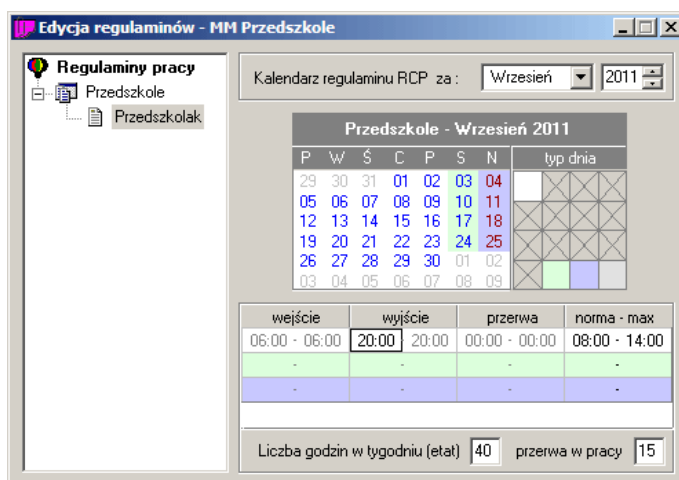 Edycja regulaminów - MM Przedszkole
Regulaminy pracy
Przedszkole
Przedszkolak
Kalendarz regulaminu RCP za : Wrzesień 2011
Przedszkole - Wrzesień 2011
P W Ś C P S N typ dnia
29 30 31 01 02 03 04
05 06 07 08 09 10 11
12 13 14 15 16 17 18
19 20 21 22 23 24 25
26 27 28 29 30 01 02
03 04 05 06 07 08 09
wejście wyjście przerwa norma - max
06:00 - 06:00 20:00 - 20:00 00:00 - 00:00 08:00 - 14:00
- - - -
- - - -
Liczba godzin w tygodniu (etat) 40 przerwa w pracy 15